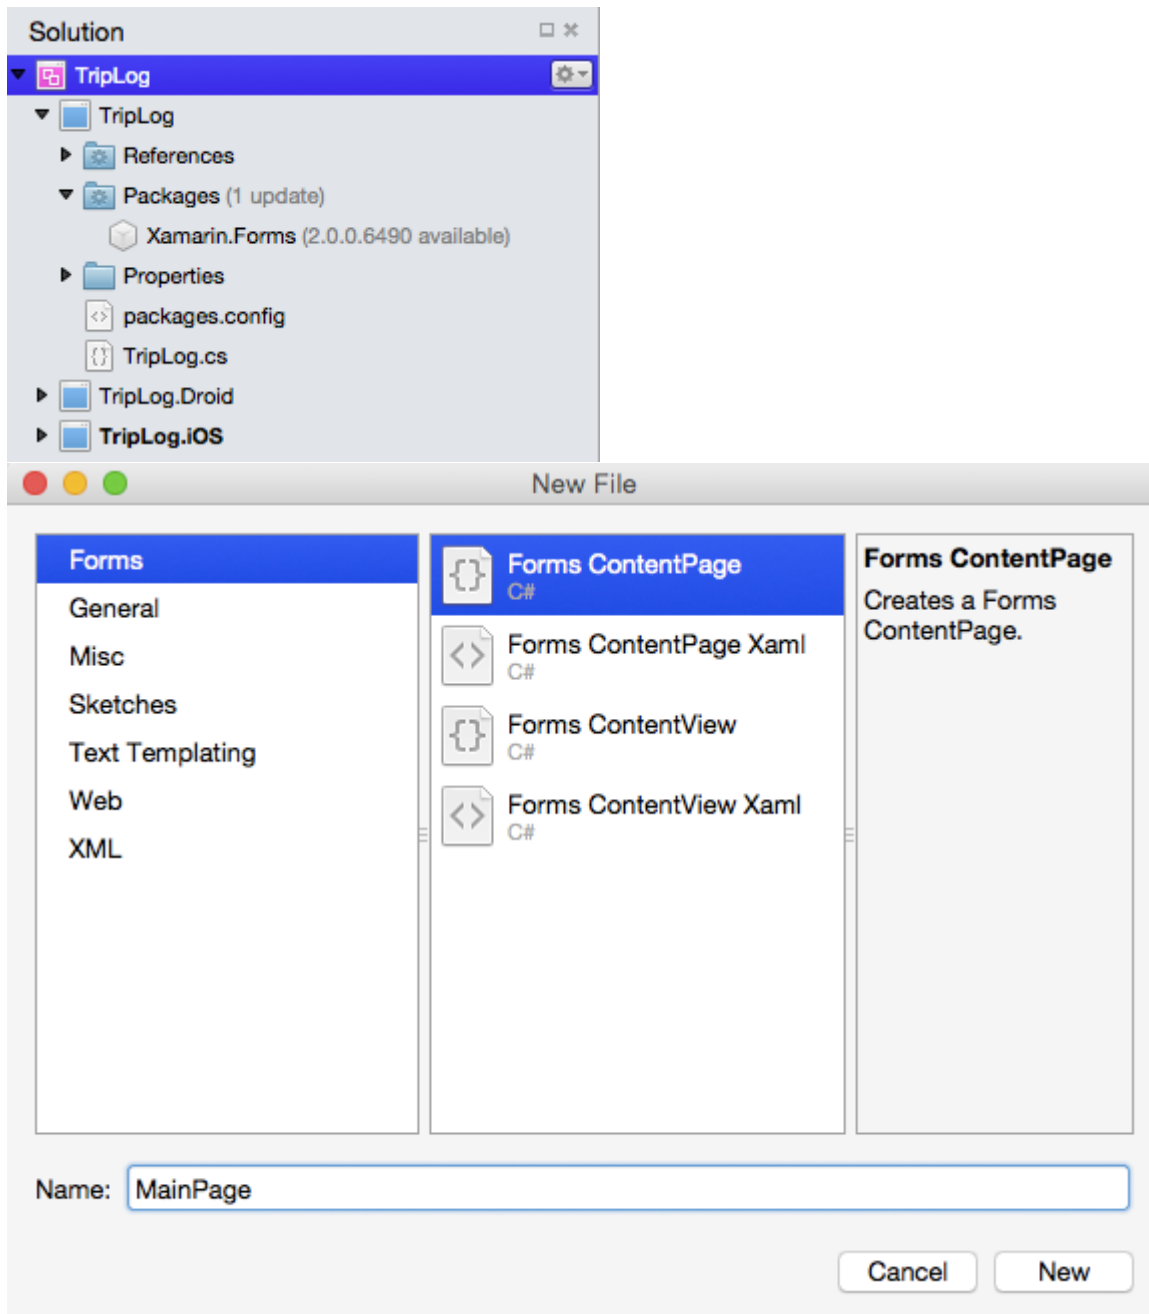 Solution
TripLog
TripLog
References
Packages (1 update)
Xamarin.Forms (2.0.0.6490 available)
Properties
packages.config
TripLog.cs
TripLog.Droid
TripLog.iOS
New File
Forms
General
Misc
Sketches
Text Templating
Web
XML
Forms ContentPage
C#
Forms ContentPage Xaml
C#
Forms ContentView
C#
Forms ContentView Xaml
C#
Forms ContentPage
Creates a Forms
ContentPage.
Name: MainPage
Cancel New